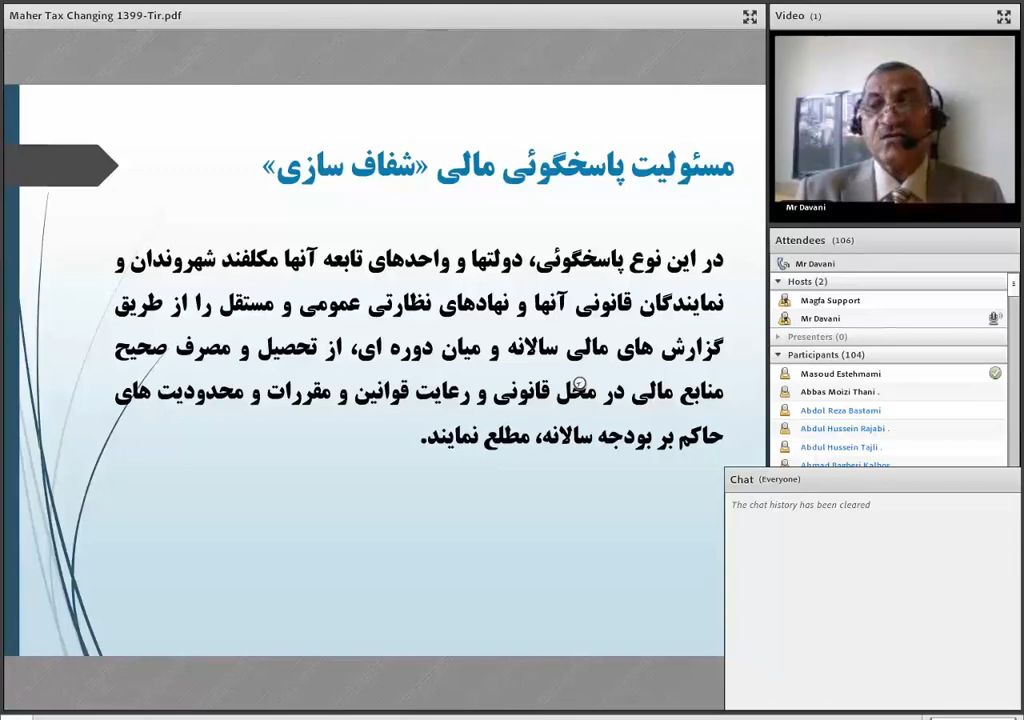 Maher Tax Changing 1399-Tir.pdf
مسئولیت پاسخگوئی مالی «شفاف سازی»
در این نوع پاسخگوئی، دولتها و واحدهای تابعه آنها مکلفند شهروندان و
نمایندگان قانونی آنها و نهادهای نظارتی عمومی و مستقل را از طریق
گزارش های مالی سالانه و میان دوره ای، از تحصیل و مصرف صحیح
منابع مالی در محل قانونی و رعایت قوانین و مقررات و محدودیت های
حاکم بر بودجه سالانه، مطلع نمایند.
Video (1)
Mr Davani
Attendees (106)
Mr Davani
Hosts (2)
Magfa Support
Mr Davani
Presenters (0)
Participants (104)
Masoud Estehmami
Abbas Moizi Thani .
Abdol Reza Bastami
Abdul Hussein Rajabi .
Abdul Hussein Tajli .
Ahmad Bagheri Kalhor
Chat (Everyone)
The chat history has been cleared